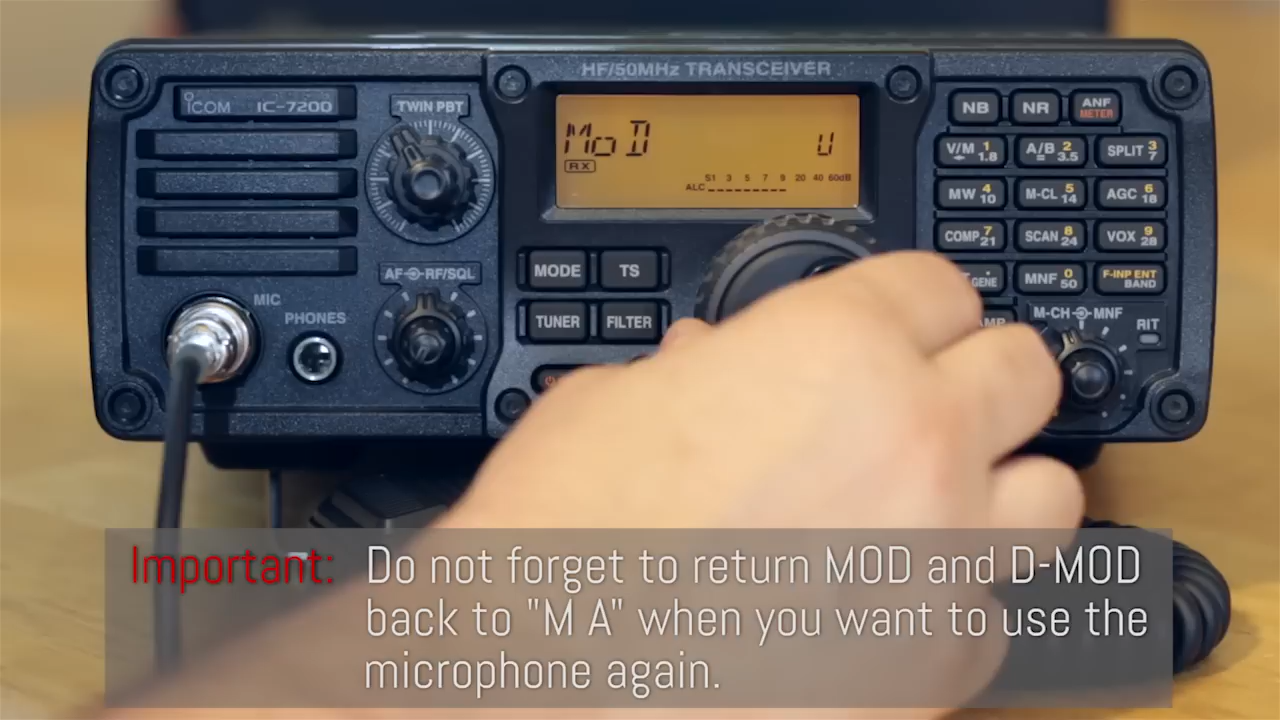 HF/50MHz TRANSCEIVER
ICOM IC-7200
TWIN PBT
MoD U
RX
S1 3 5 7 9 20 40 60dB
ALC
NB NR ANF
METER
V/M 1 1.8 A/B = 2 3.5 SPLIT 3 7
MW 4 10 M-CL 5 14 AGC 6 18
COMP 7 21 SCAN 8 24 VOX 9 28
GENE MNF 0 50 F-INP ENT
BAND
MODE TS
TUNER FILTER
AF RF/SQL
MIC
PHONES
M-CH MNF
RIT
Important: Do not forget to return MOD and D-MOD
back to "M A" when you want to use the
microphone again.